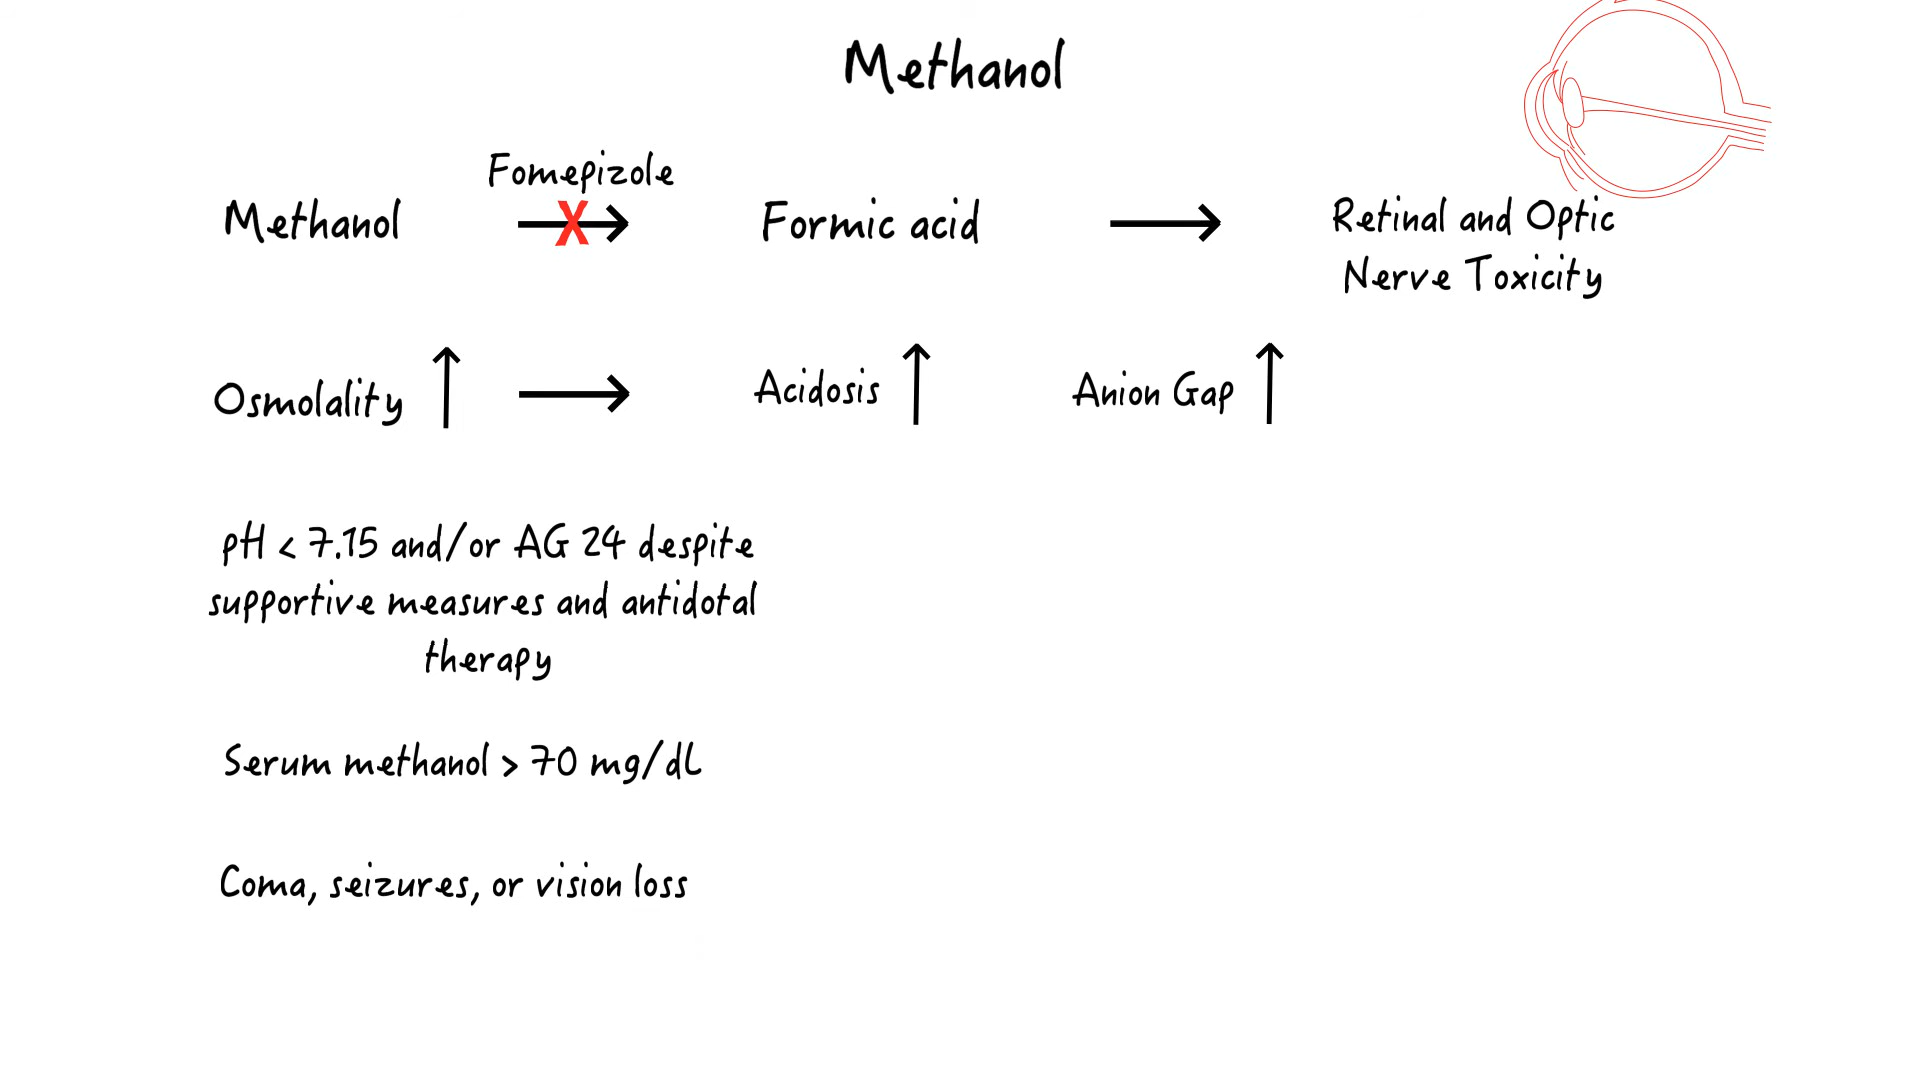 Methanol
Fomepizole
Methanol X Formic acid Retinal and Optic
Nerve Toxicity
Osmolality Acidosis Anion Gap
pH < 7.15 and/or AG 24 despite
supportive measures and antidotal
therapy
Serum methanol > 70 mg/dL
Coma, seizures, or vision loss